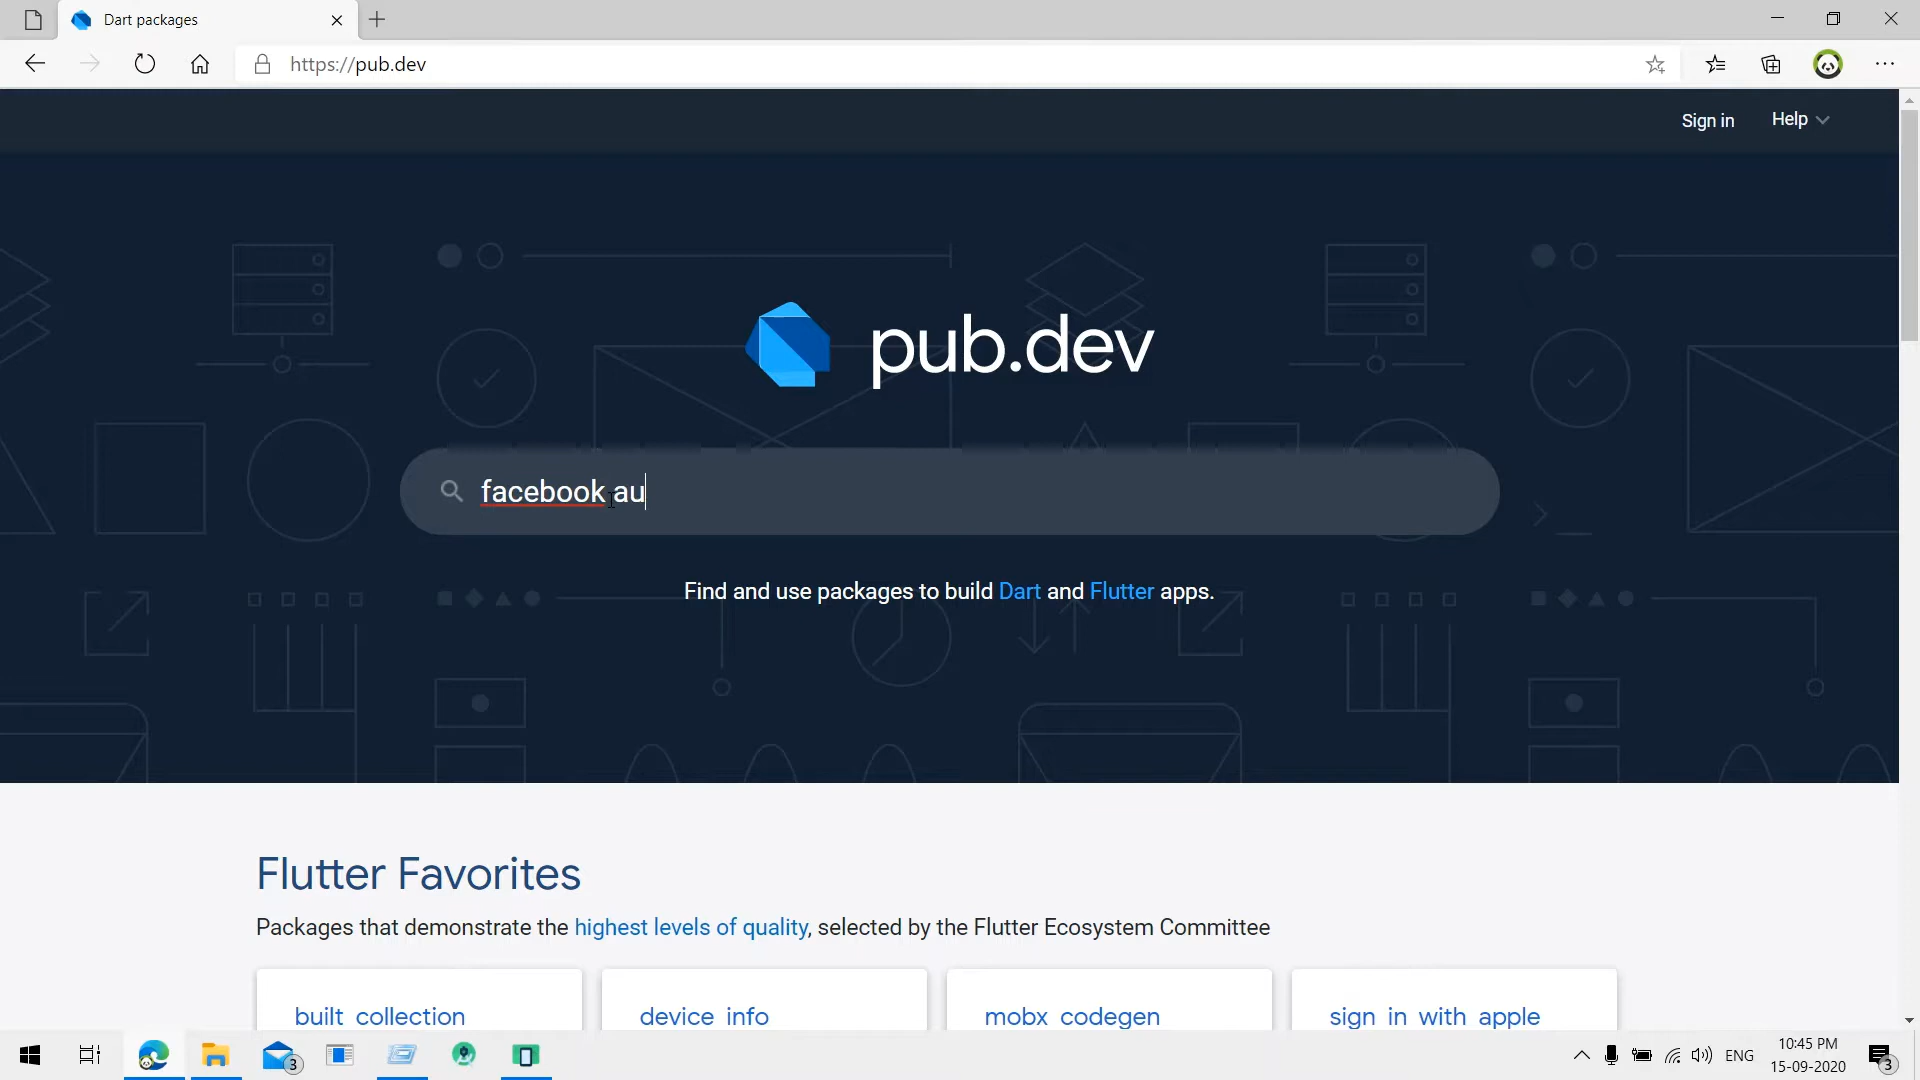 Dart packages
https://pub.dev
Sign in
Help
pub.dev
facebook au
Find and use packages to build Dart and Flutter apps.
Flutter Favorites
Packages that demonstrate the highest levels of quality, selected by the Flutter Ecosystem Committee
built_collection
device_info
mobx_codegen
sign_in_with_apple
3
ENG
10:45 PM
15-09-2020
3